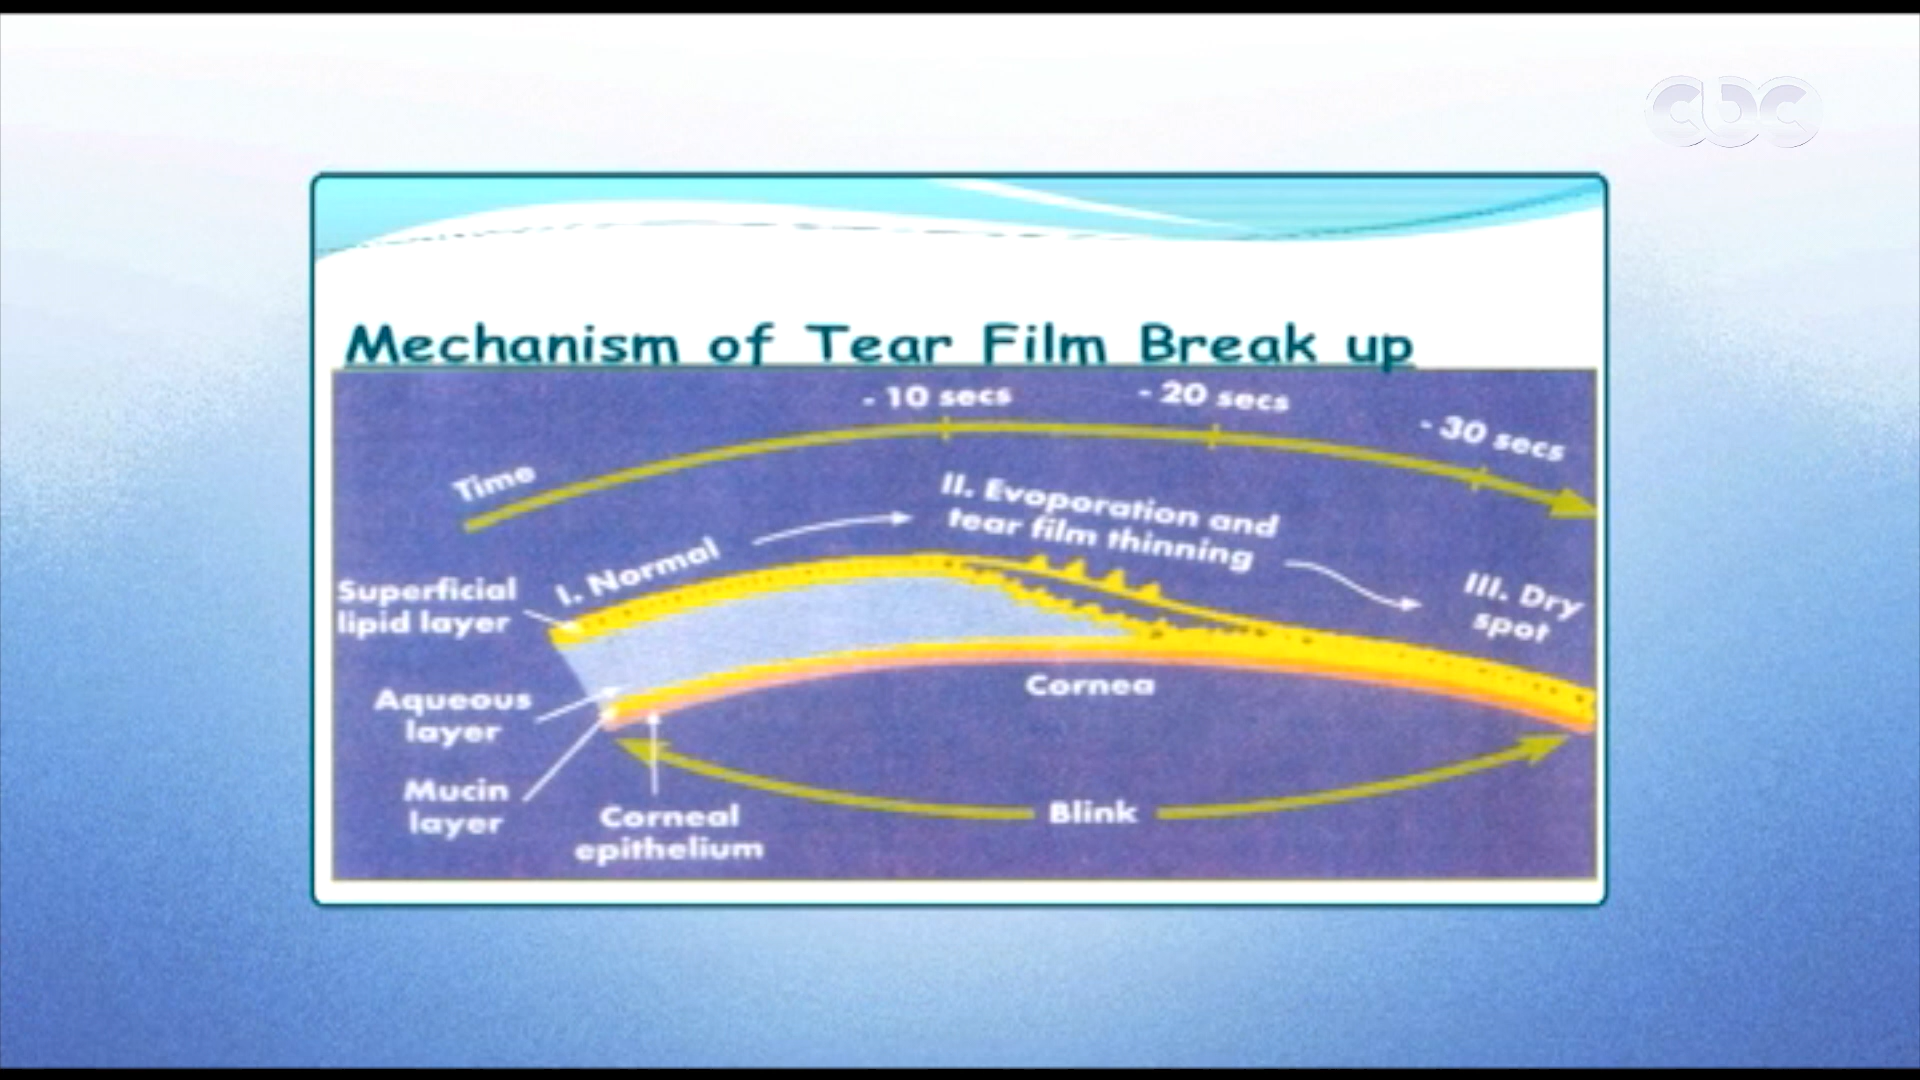 cbc
Mechanism of Tear Film Break up
- 10 secs
- 20 secs
- 30 secs
Time
II. Evoporation and
tear film thinning
I. Normal
III. Dry
spot
Superficial
lipid layer
Aqueous
layer
Cornea
Mucin
layer
Corneal
epithelium
Blink